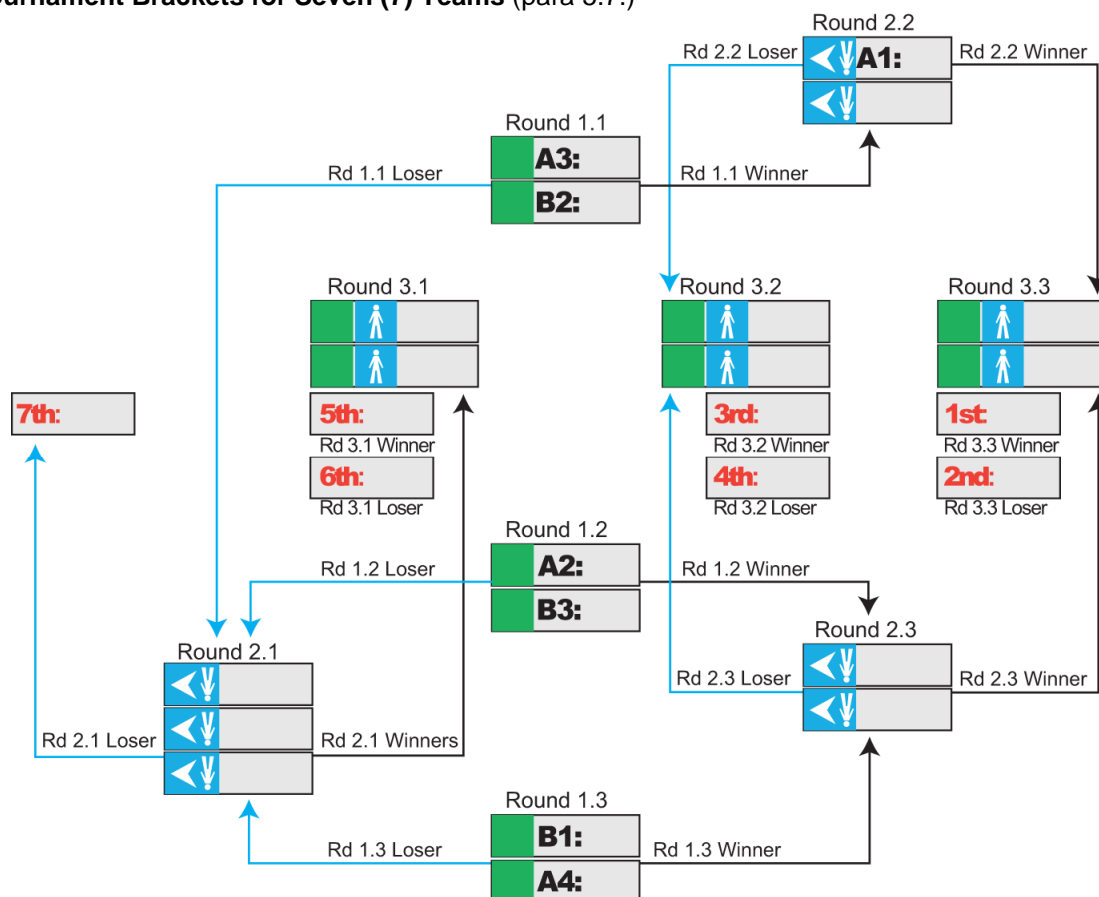 Tournament Brackets for Seven (7) Teams (para 5.7.)
Round 2.2
Rd 2.2 Loser
A1:
Rd 2.2 Winner
Round 1.1
A3:
Rd 1.1 Loser
Rd 1.1 Winner
B2:
Round 3.1
Round 3.2
Round 3.3
7th:
5th:
Rd 3.1 Winner
6th:
Rd 3.1 Loser
3rd:
Rd 3.2 Winner
4th:
Rd 3.2 Loser
1st:
Rd 3.3 Winner
2nd:
Rd 3.3 Loser
Round 1.2
Rd 1.2 Loser
A2:
Rd 1.2 Winner
B3:
Round 2.1
Round 2.3
Rd 2.3 Loser
Rd 2.3 Winner
Rd 2.1 Loser
Rd 2.1 Winners
Round 1.3
B1:
Rd 1.3 Loser
Rd 1.3 Winner
A4: